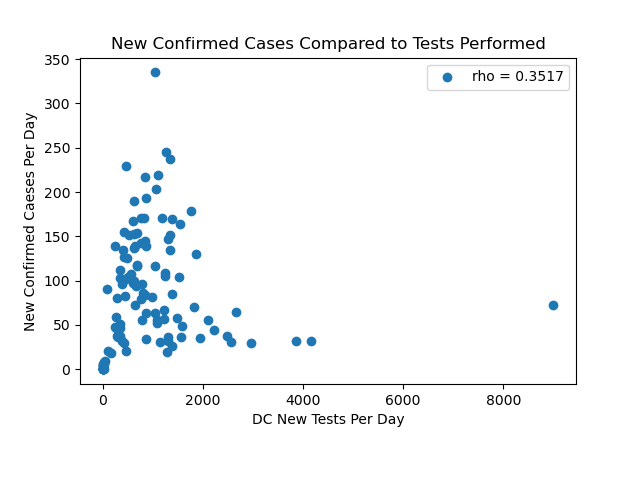 New Confirmed Cases Compared to Tests Performed
rho = 0.3517
350
300
250
200
150
100
50
0
New Confirmed Caeses Per Day
0 2000 4000 6000 8000
DC New Tests Per Day